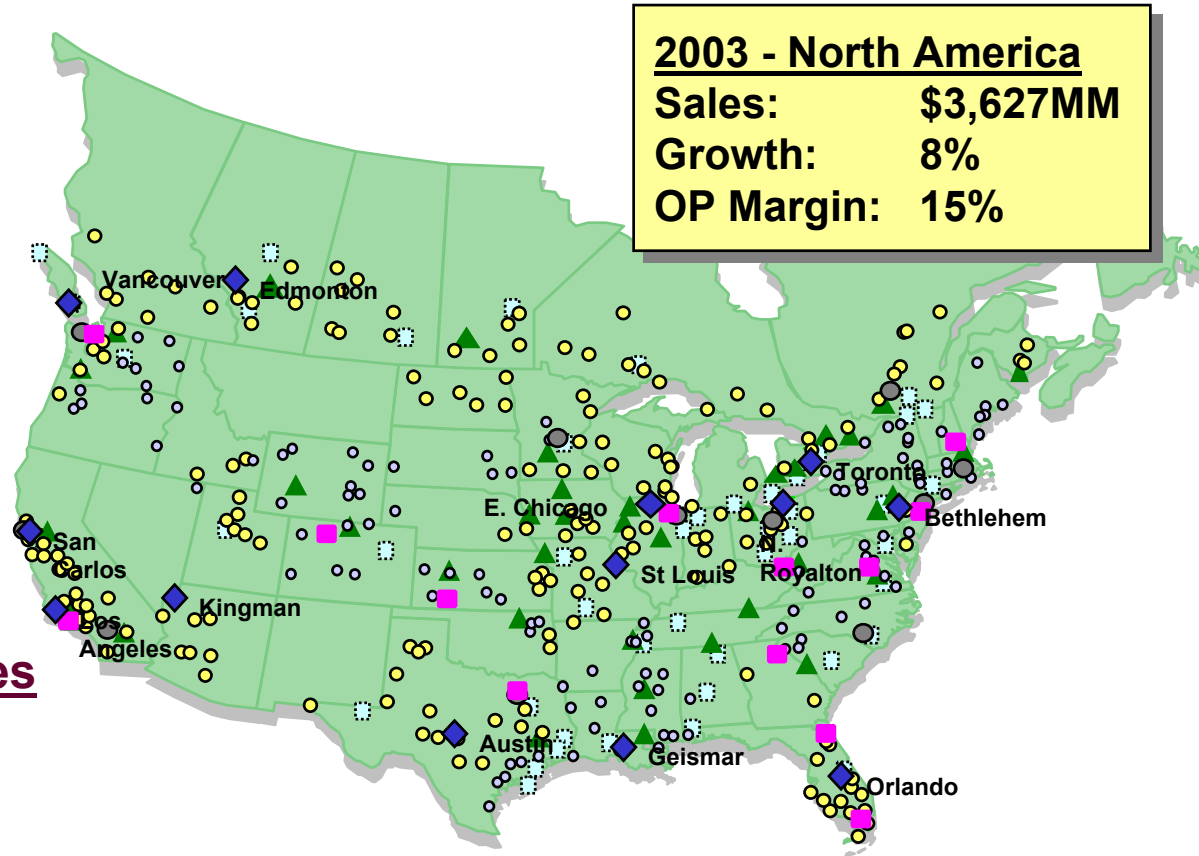 2003 - North America
Sales: $3,627MM
Growth: 8%
OP Margin: 15%
Vancouver
Edmonton
Toronto
E. Chicago
Bethlehem
San
Carlos
N.
Royalton
St Louis
Kingman
Los
Angeles
es
Austin
Geismar
Orlando